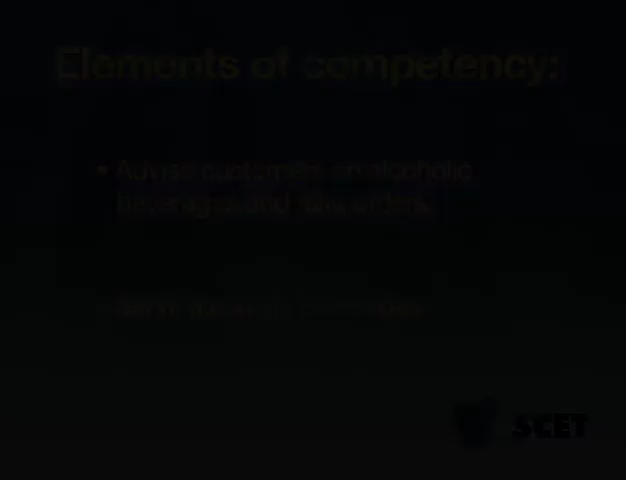 Elements of competency:
• Advise customers on alcoholic
beverages and take orders.
SCET